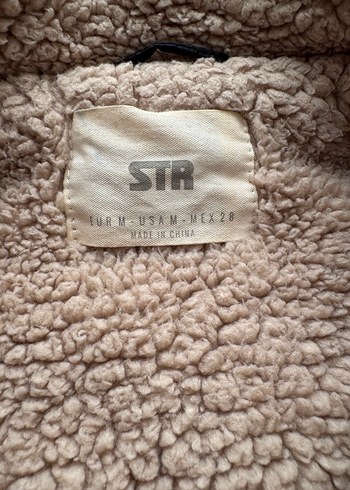 STR
EUR M - USA M - MEX 28
MADE IN CHINA